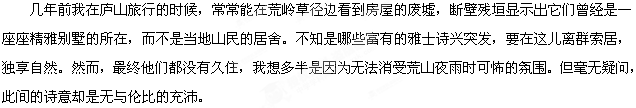 几年前我在庐山旅行的时候，常常能在荒岭草径边看到房屋的废墟，断壁残垣显示出它们曾经是一
座座精雅别墅的所在，而不是当地山民的居舍。不知是哪些富有的雅士诗兴突发，要在这儿离群索居，
独享自然。然而，最终他们都没有久住，我想多半是因为无法消受荒山夜雨时可怖的氛围。但毫无疑问，
此间的诗意却是无与伦比的充沛。